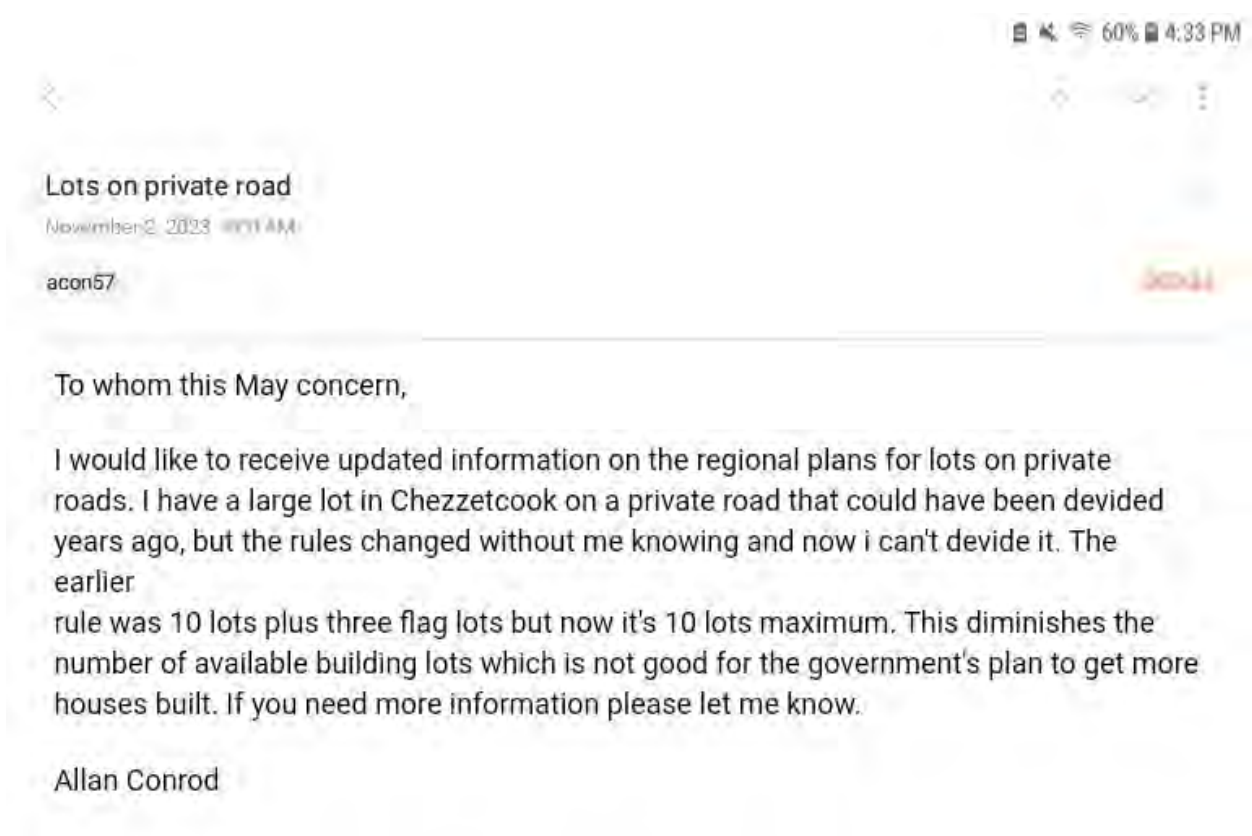 60% 4:33 PM
Lots on private road
November 2, 2023 AM
acon57
To whom this May concern,
I would like to receive updated information on the regional plans for lots on private
roads. I have a large lot in Chezzetcook on a private road that could have been devided
years ago, but the rules changed without me knowing and now i can't devide it. The
earlier
rule was 10 lots plus three flag lots but now it's 10 lots maximum. This diminishes the
number of available building lots which is not good for the government's plan to get more
houses built. If you need more information please let me know.
Allan Conrod